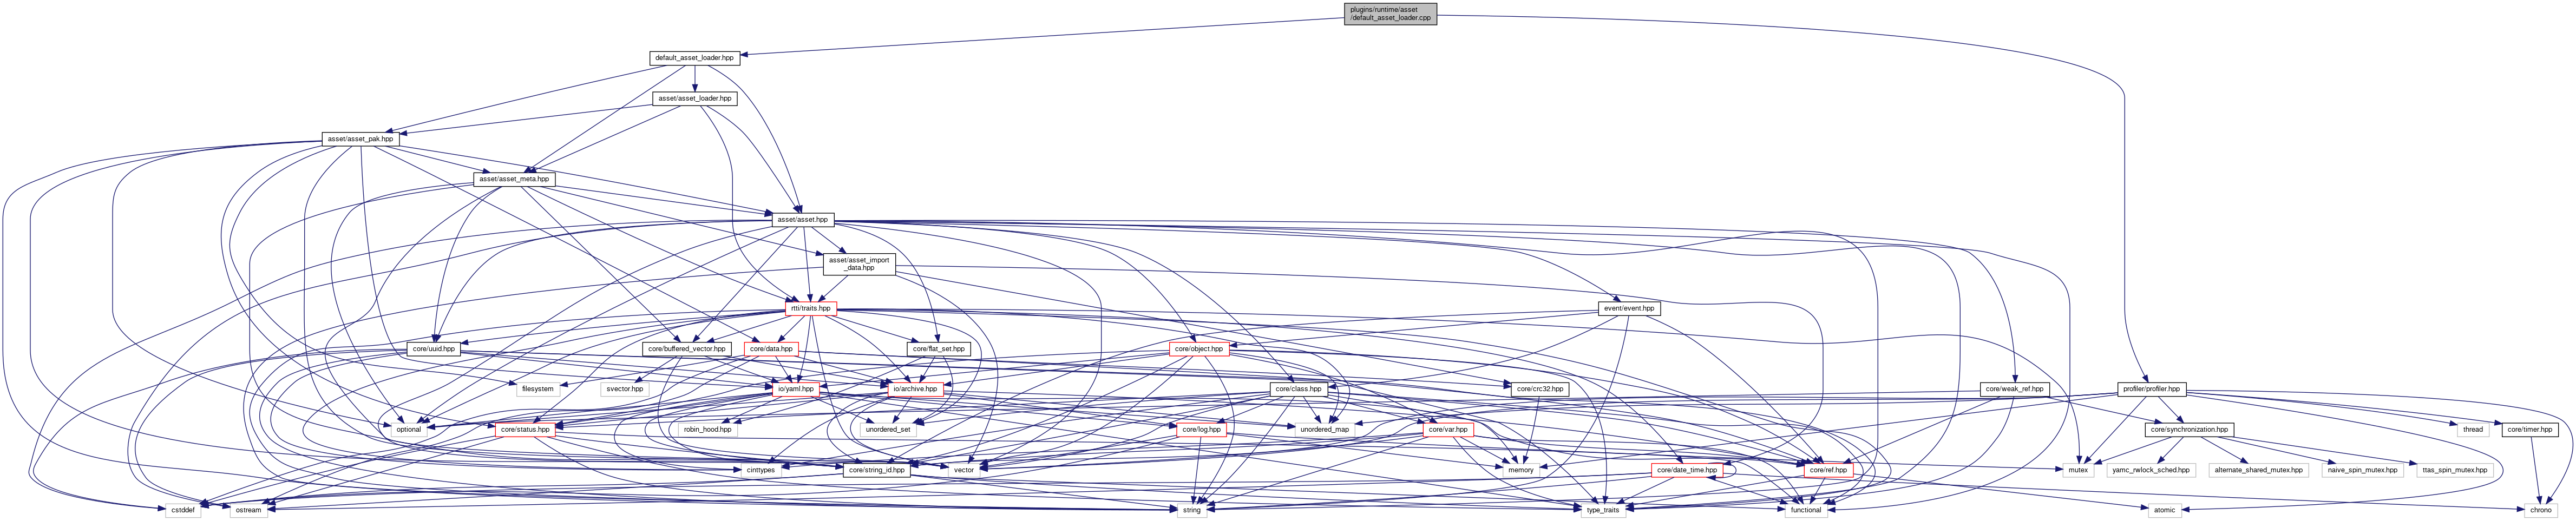 plugins/runtime/asset
/default_asset_loader.cpp
default_asset_loader.hpp
asset/asset_loader.hpp
asset/asset_pak.hpp
asset/asset_meta.hpp
asset/asset.hpp
asset/asset_import
_data.hpp
rtti/traits.hpp
event/event.hpp
core/uuid.hpp
core/buffered_vector.hpp
core/data.hpp
core/flat_set.hpp
core/object.hpp
filesystem
svector.hpp
io/yaml.hpp
io/archive.hpp
core/class.hpp
core/crc32.hpp
core/weak_ref.hpp
profiler/profiler.hpp
optional
core/status.hpp
robin_hood.hpp
unordered_set
core/log.hpp
unordered_map
core/var.hpp
core/synchronization.hpp
thread
core/timer.hpp
cinttypes
core/string_id.hpp
vector
memory
core/date_time.hpp
core/ref.hpp
mutex
yamc_rwlock_sched.hpp
alternate_shared_mutex.hpp
naive_spin_mutex.hpp
ttas_spin_mutex.hpp
cstddef
ostream
string
type_traits
functional
atomic
chrono